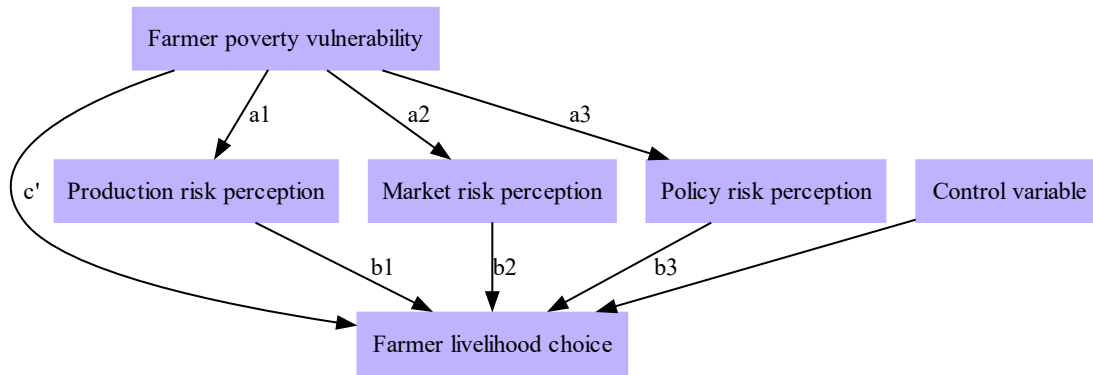 Farmer poverty vulnerability
a1
a2
a3
c'
Production risk perception
Market risk perception
Policy risk perception
Control variable
b1
b2
b3
Farmer livelihood choice